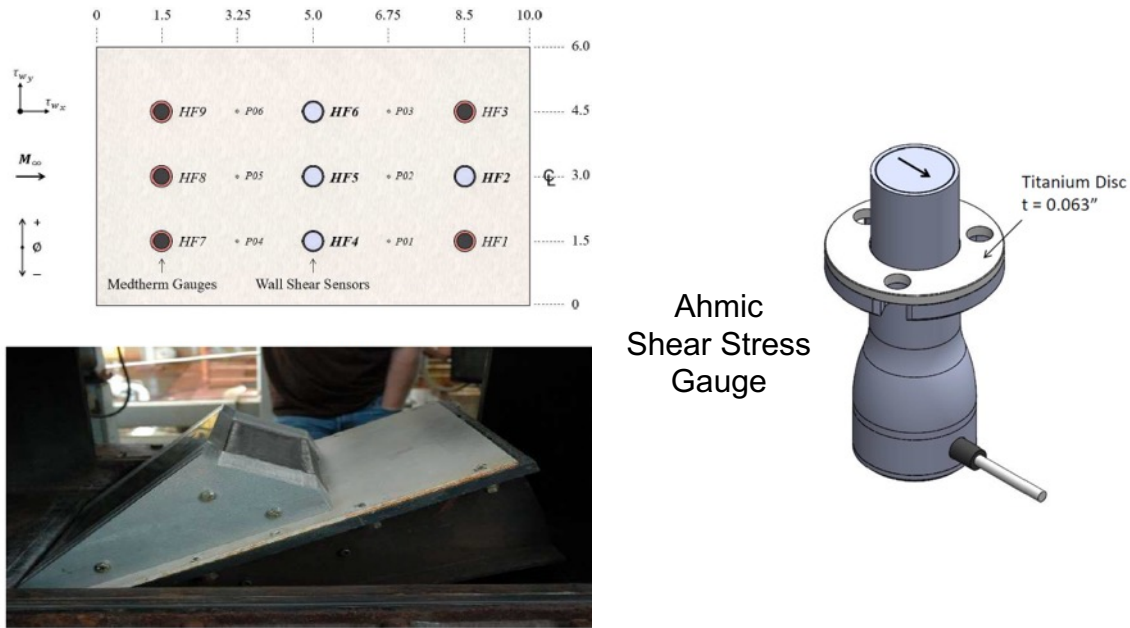 0 1.5 3.25 5.0 6.75 8.5 10.0
6.0
τwy
τwx
HF9 P06 HF6 P03 HF3 4.5
M∞
HF8 P05 HF5 P02 HF2 ℄ 3.0
+
ø
−
HF7 P04 HF4 P01 HF1 1.5
Medtherm Gauges Wall Shear Sensors
0
Ahmic
Shear Stress
Gauge
Titanium Disc
t = 0.063”